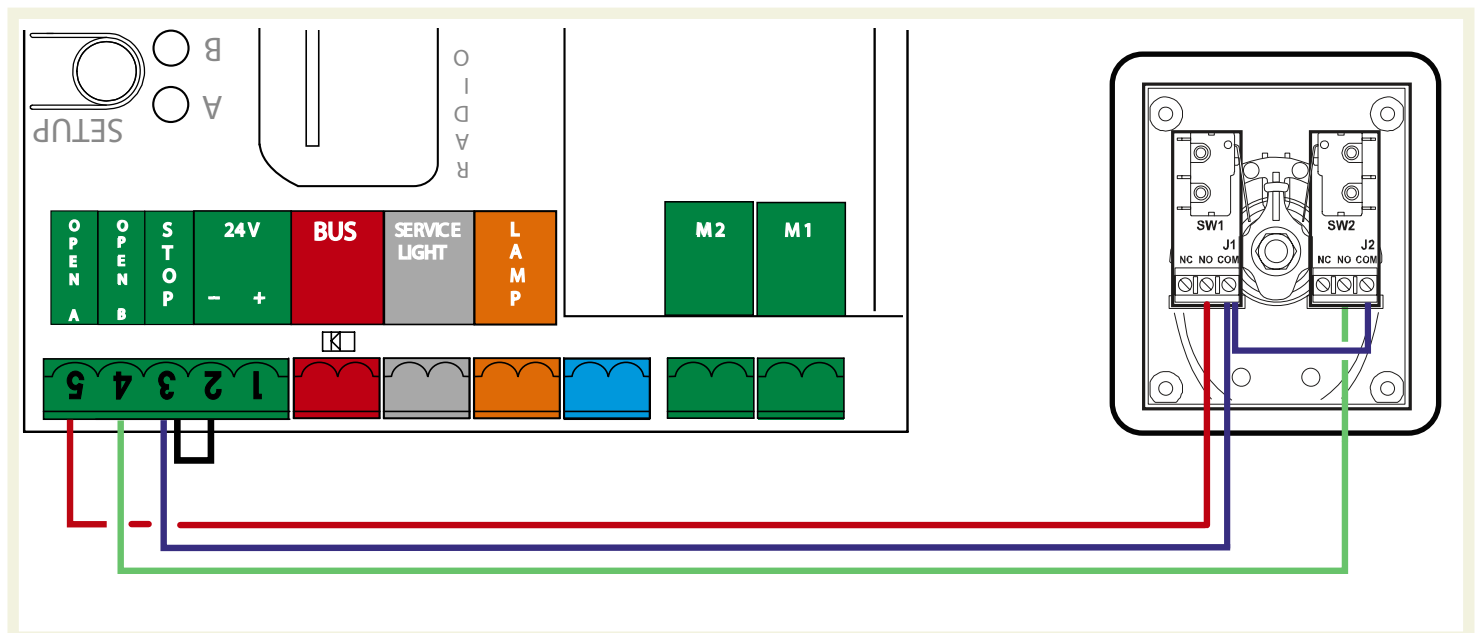 B
A
SETUP
RADIO
OPEN A
OPEN B
STOP
24V
- +
BUS
SERVICE
LIGHT
LAMP
M2
M1
5 4 3 2 1
SW1
J1
NC NO COM
SW2
J2
NC NO COM